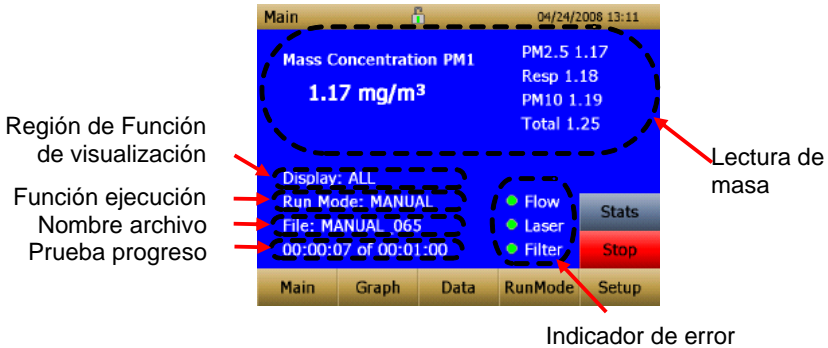 Main
04/24/2008 13:11
Mass Concentration PM1
1.17 mg/m³
PM2.5 1.17
Resp 1.18
PM10 1.19
Total 1.25
Región de Función
de visualización
Función ejecución
Nombre archivo
Prueba progreso
Display: ALL
Run Mode: MANUAL
File: MANUAL_065
00:00:07 of 00:01:00
Flow
Laser
Filter
Stats
Stop
Lectura de
masa
Main Graph Data RunMode Setup
Indicador de error